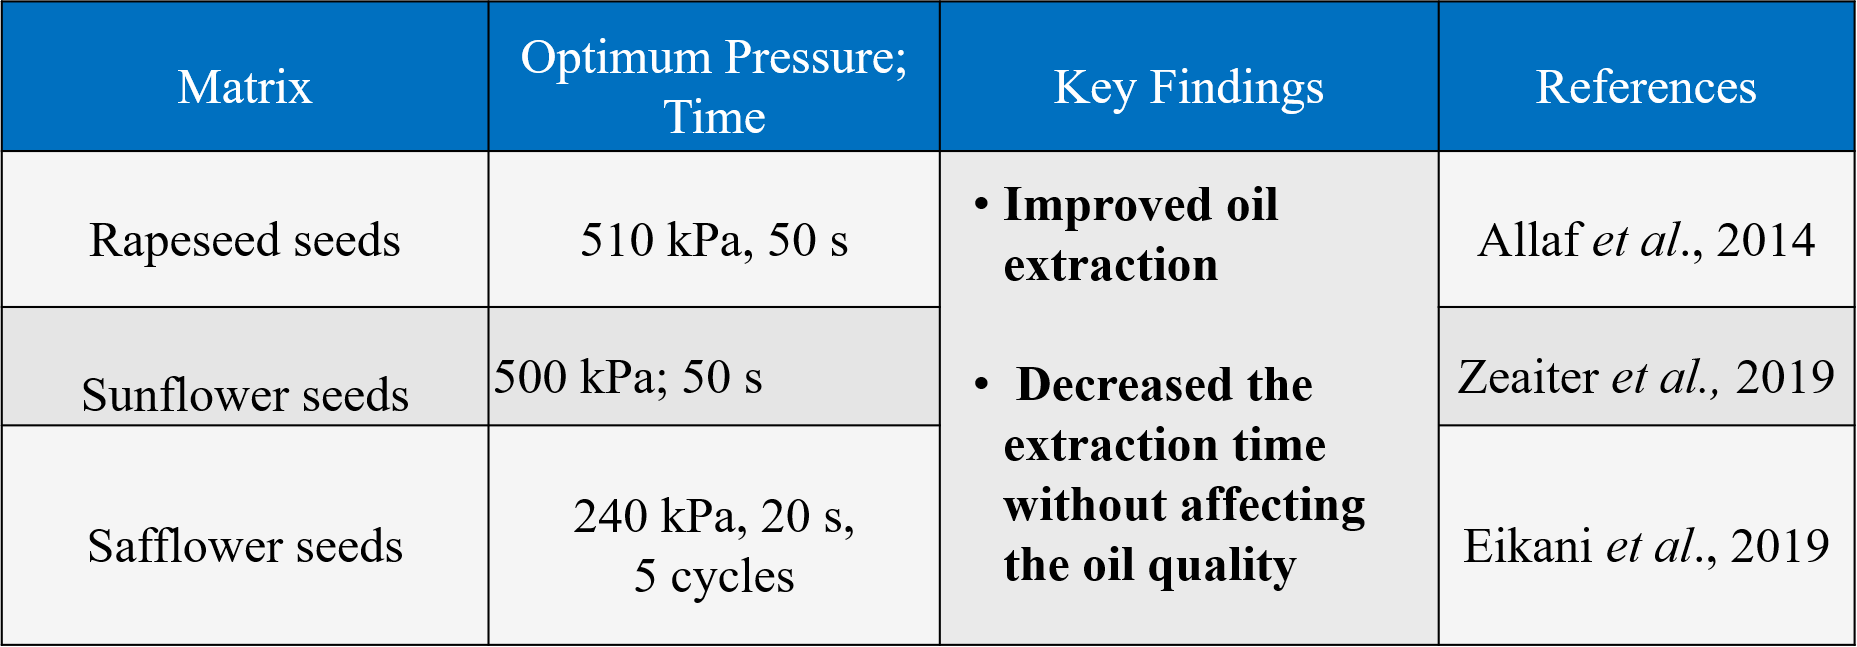 Matrix
Optimum Pressure;
Time
Key Findings
References
Rapeseed seeds
510 kPa, 50 s
• Improved oil
extraction
Allaf et al., 2014
Sunflower seeds
500 kPa; 50 s
• Decreased the
extraction time
without affecting
the oil quality
Zeaiter et al., 2019
Safflower seeds
240 kPa, 20 s,
5 cycles
Eikani et al., 2019